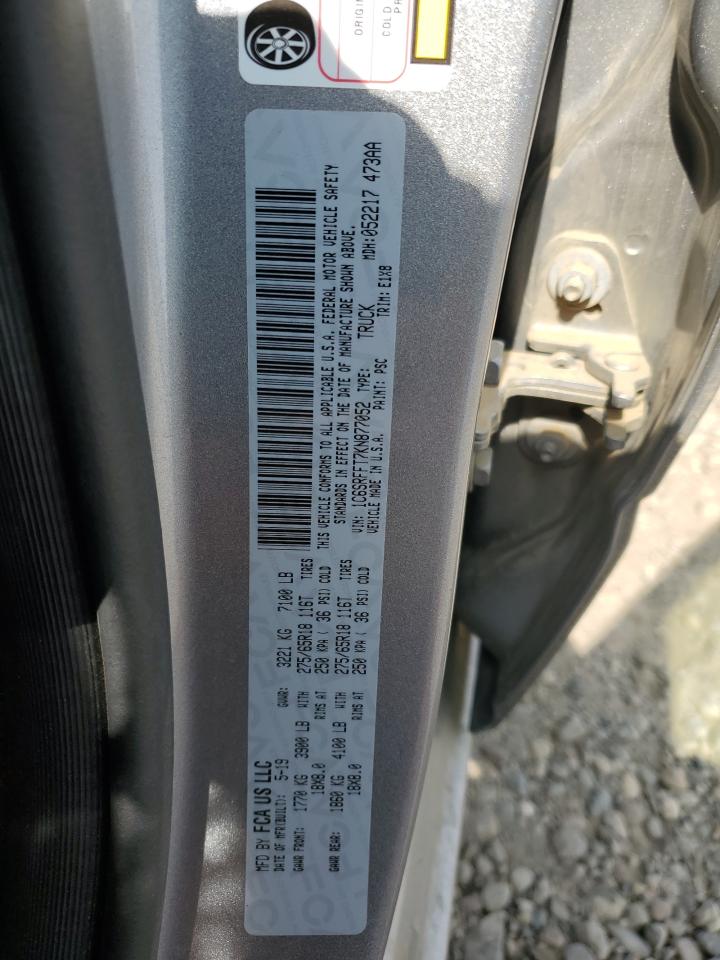 ORIGIN
COLD
PR
MFD BY FCA US LLC
DATE OF MFR(BUILT): 5-19 GVWR: 3221 KG 7100 LB
GAWR FRONT: 1770 KG 3900 LB WITH 275/65R18 116T TIRES
18X8.0 RIMS AT 250 KPA ( 36 PSI) COLD
GAWR REAR: 1860 KG 4100 LB WITH 275/65R18 116T TIRES
18X8.0 RIMS AT 250 KPA ( 36 PSI) COLD
THIS VEHICLE CONFORMS TO ALL APPLICABLE U.S.A. FEDERAL MOTOR VEHICLE SAFETY
STANDARDS IN EFFECT ON THE DATE OF MANUFACTURE SHOWN ABOVE.
VIN: 1C6SRFFT7KN877052 TYPE: TRUCK MDH:052217 473AA
VEHICLE MADE IN U.S.A. PAINT: PSC TRIM: E1X8